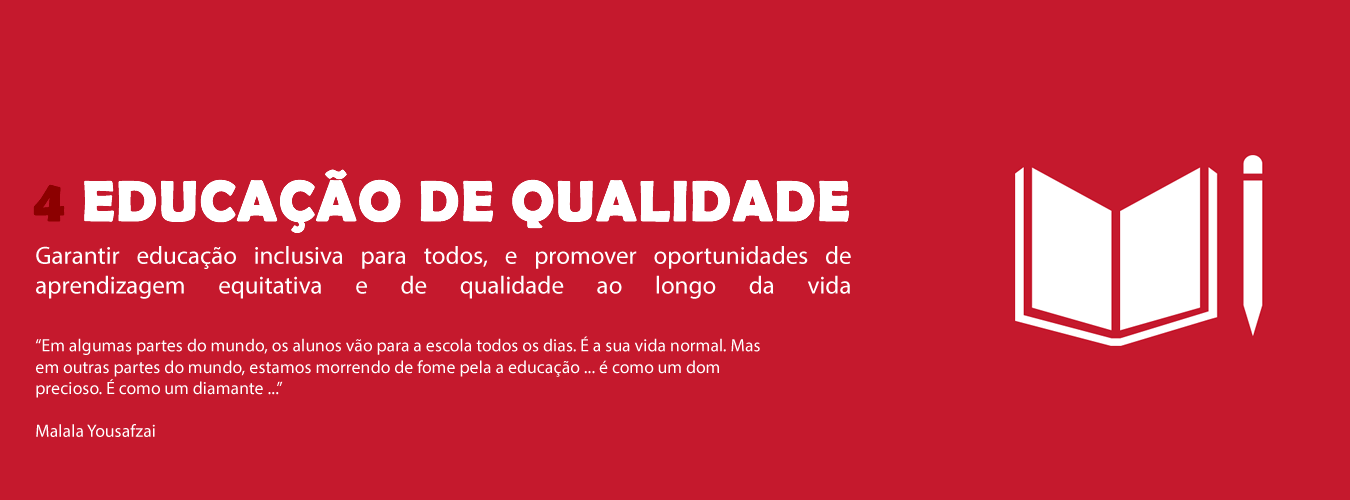 4 EDUCAÇÃO DE QUALIDADE
Garantir educação inclusiva para todos, e promover oportunidades de
aprendizagem equitativa e de qualidade ao longo da vida
“Em algumas partes do mundo, os alunos vão para a escola todos os dias. É a sua vida normal. Mas
em outras partes do mundo, estamos morrendo de fome pela a educação ... é como um dom
precioso. É como um diamante ...”
Malala Yousafzai